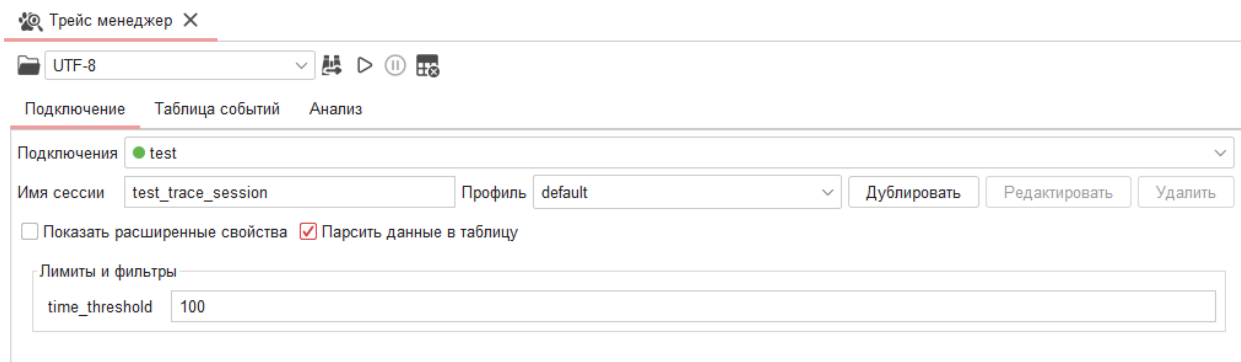 Трейс менеджер
UTF-8
Подключение Таблица событий Анализ
Подключения test
Имя сессии test_trace_session Профиль default Дублировать Редактировать Удалить
Показать расширенные свойства Парсить данные в таблицу
Лимиты и фильтры
time_threshold 100